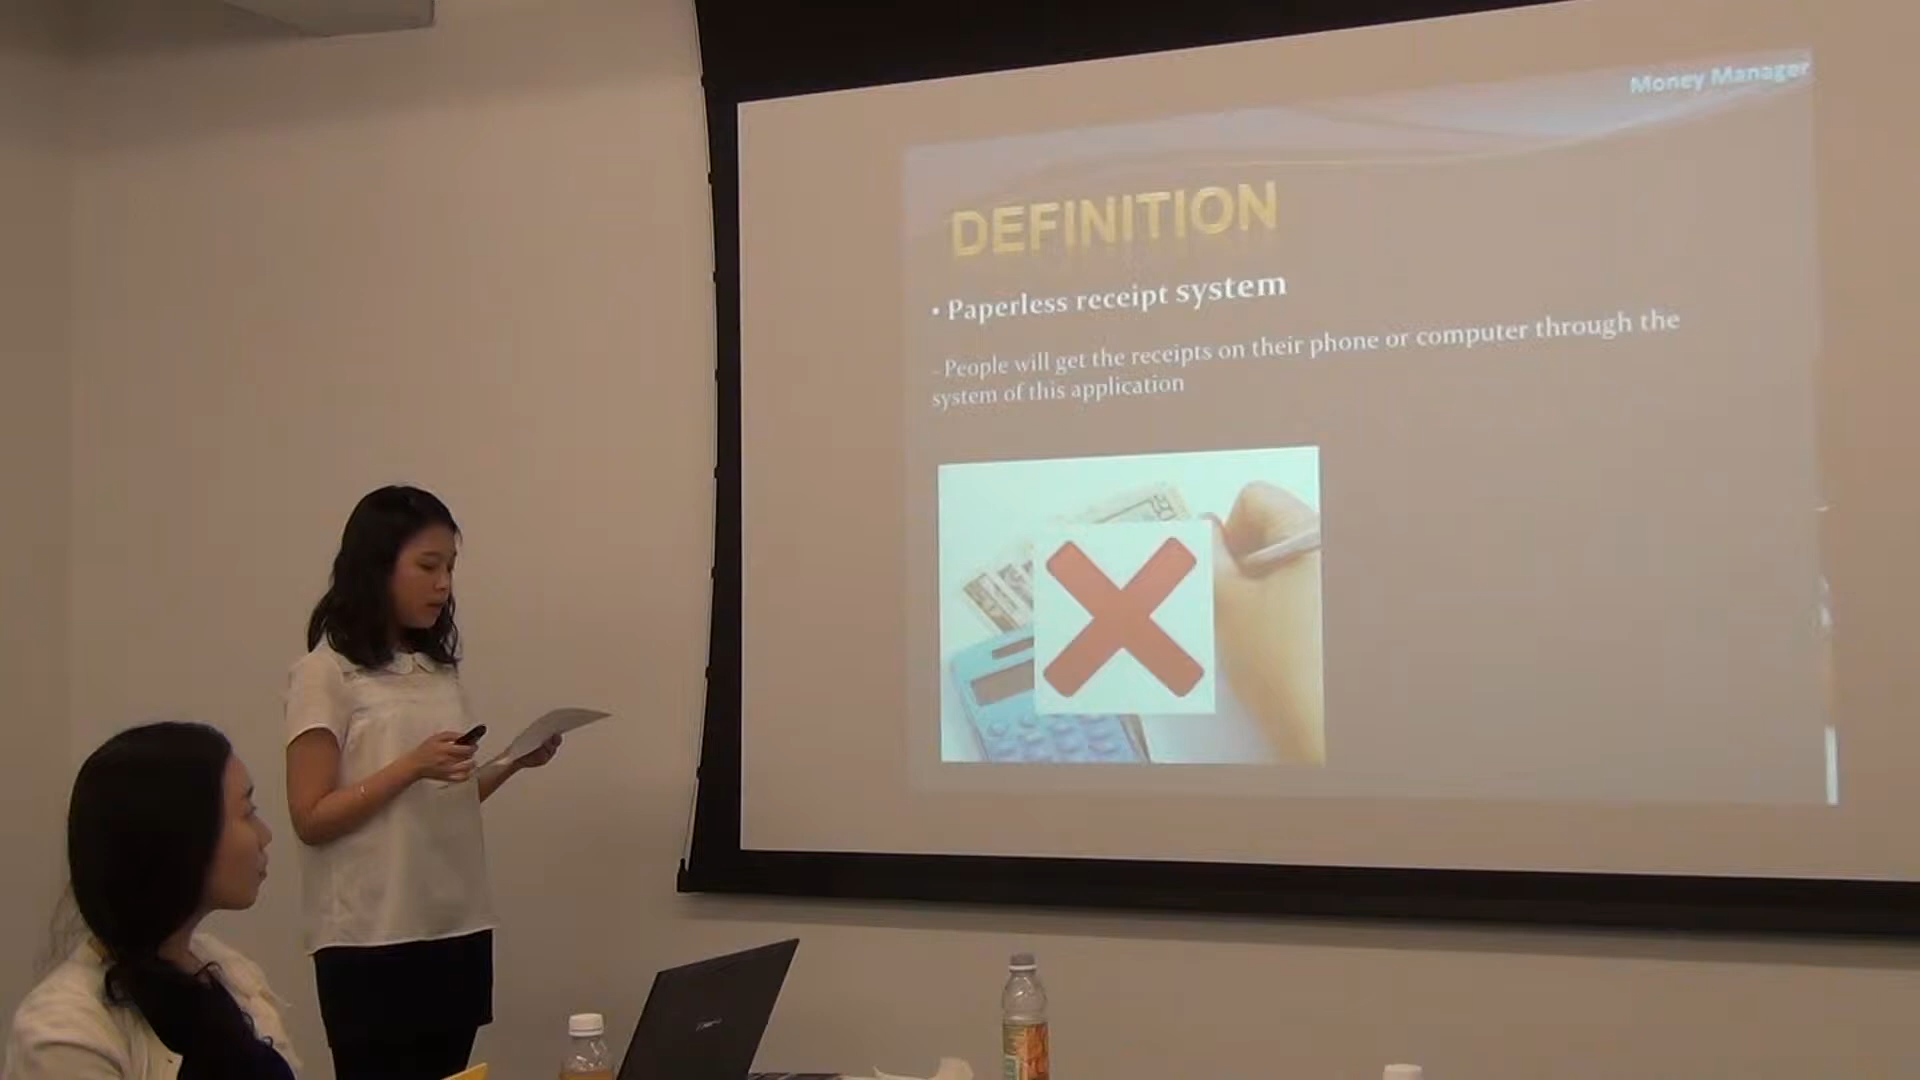 Money Manager
DEFINITION
• Paperless receipt system
- People will get the receipts on their phone or computer through the
system of this application